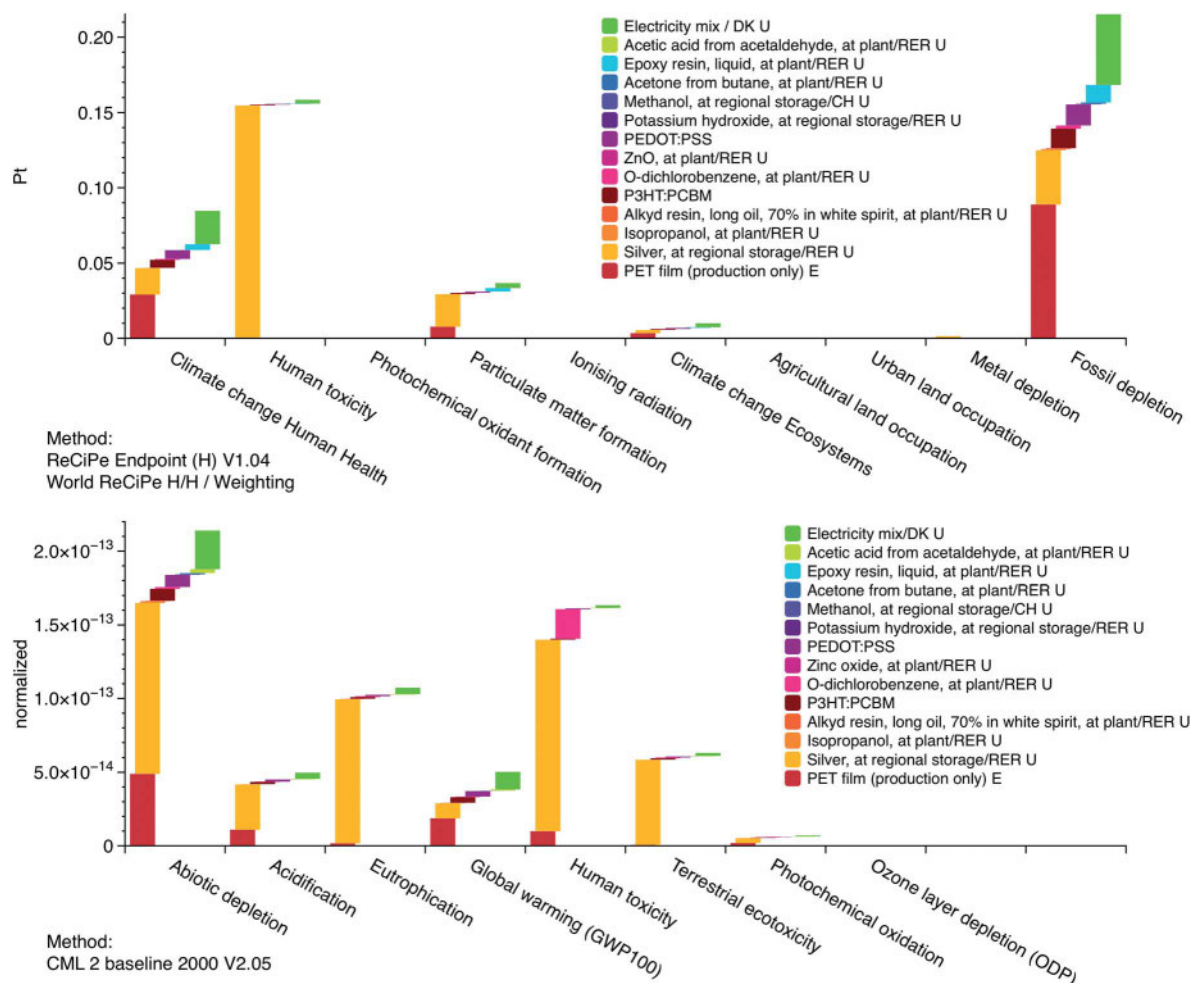 0.20
0.15
0.10
0.05
0
Pt
Electricity mix / DK U
Acetic acid from acetaldehyde, at plant/RER U
Epoxy resin, liquid, at plant/RER U
Acetone from butane, at plant/RER U
Methanol, at regional storage/CH U
Potassium hydroxide, at regional storage/RER U
PEDOT:PSS
ZnO, at plant/RER U
O-dichlorobenzene, at plant/RER U
P3HT:PCBM
Alkyd resin, long oil, 70% in white spirit, at plant/RER U
Isopropanol, at plant/RER U
Silver, at regional storage/RER U
PET film (production only) E
Climate change Human Health
Human toxicity
Photochemical oxidant formation
Particulate matter formation
Ionising radiation
Climate change Ecosystems
Agricultural land occupation
Urban land occupation
Metal depletion
Fossil depletion
Method:
ReCiPe Endpoint (H) V1.04
World ReCiPe H/H / Weighting
2.0×10⁻¹³
1.5×10⁻¹³
1.0×10⁻¹³
5.0×10⁻¹⁴
0
normalized
Electricity mix/DK U
Acetic acid from acetaldehyde, at plant/RER U
Epoxy resin, liquid, at plant/RER U
Acetone from butane, at plant/RER U
Methanol, at regional storage/CH U
Potassium hydroxide, at regional storage/RER U
PEDOT:PSS
Zinc oxide, at plant/RER U
O-dichlorobenzene, at plant/RER U
P3HT:PCBM
Alkyd resin, long oil, 70% in white spirit, at plant/RER U
Isopropanol, at plant/RER U
Silver, at regional storage/RER U
PET film (production only) E
Abiotic depletion
Acidification
Eutrophication
Global warming (GWP100)
Human toxicity
Terrestrial ecotoxicity
Photochemical oxidation
Ozone layer depletion (ODP)
Method:
CML 2 baseline 2000 V2.05